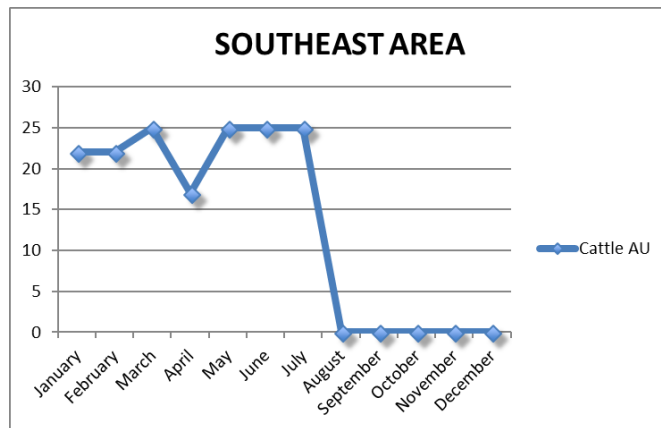 SOUTHEAST AREA
30
25
20
15
10
5
0
January
February
March
April
May
June
July
August
September
October
November
December
Cattle AU